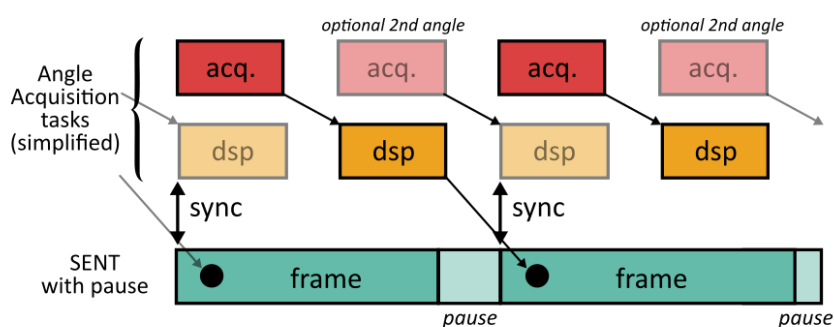 optional 2nd angle
optional 2nd angle
Angle
Acquisition
tasks
(simplified)
acq.
acq.
acq.
acq.
dsp
dsp
dsp
dsp
sync
sync
SENT
with pause
frame
frame
pause
pause